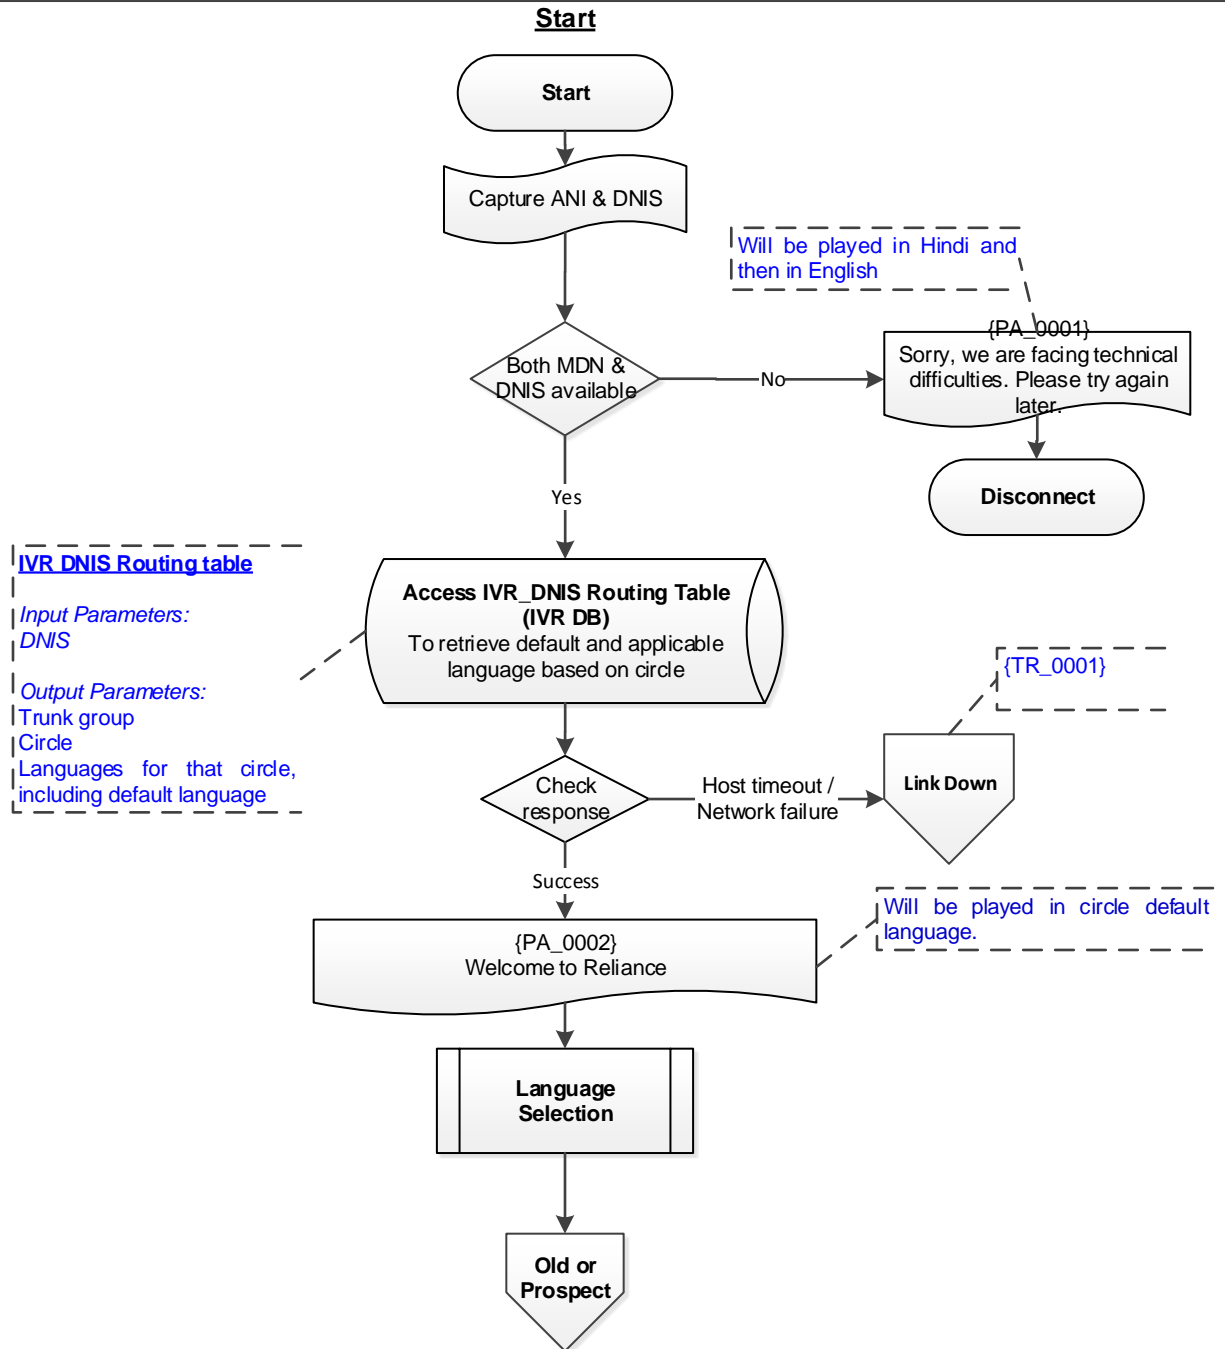 Start
Start
Capture ANI & DNIS
Will be played in Hindi and
then in English
Both MDN &
DNIS available
No
{PA_0001}
Sorry, we are facing technical
difficulties. Please try again
later.
Disconnect
Yes
IVR DNIS Routing table
Input Parameters:
DNIS
Output Parameters:
Trunk group
Circle
Languages for that circle,
including default language
Access IVR_DNIS Routing Table
(IVR DB)
To retrieve default and applicable
language based on circle
{TR_0001}
Check
response
Host timeout /
Network failure
Link Down
Success
{PA_0002}
Welcome to Reliance
Will be played in circle default
language.
Language
Selection
Old or
Prospect